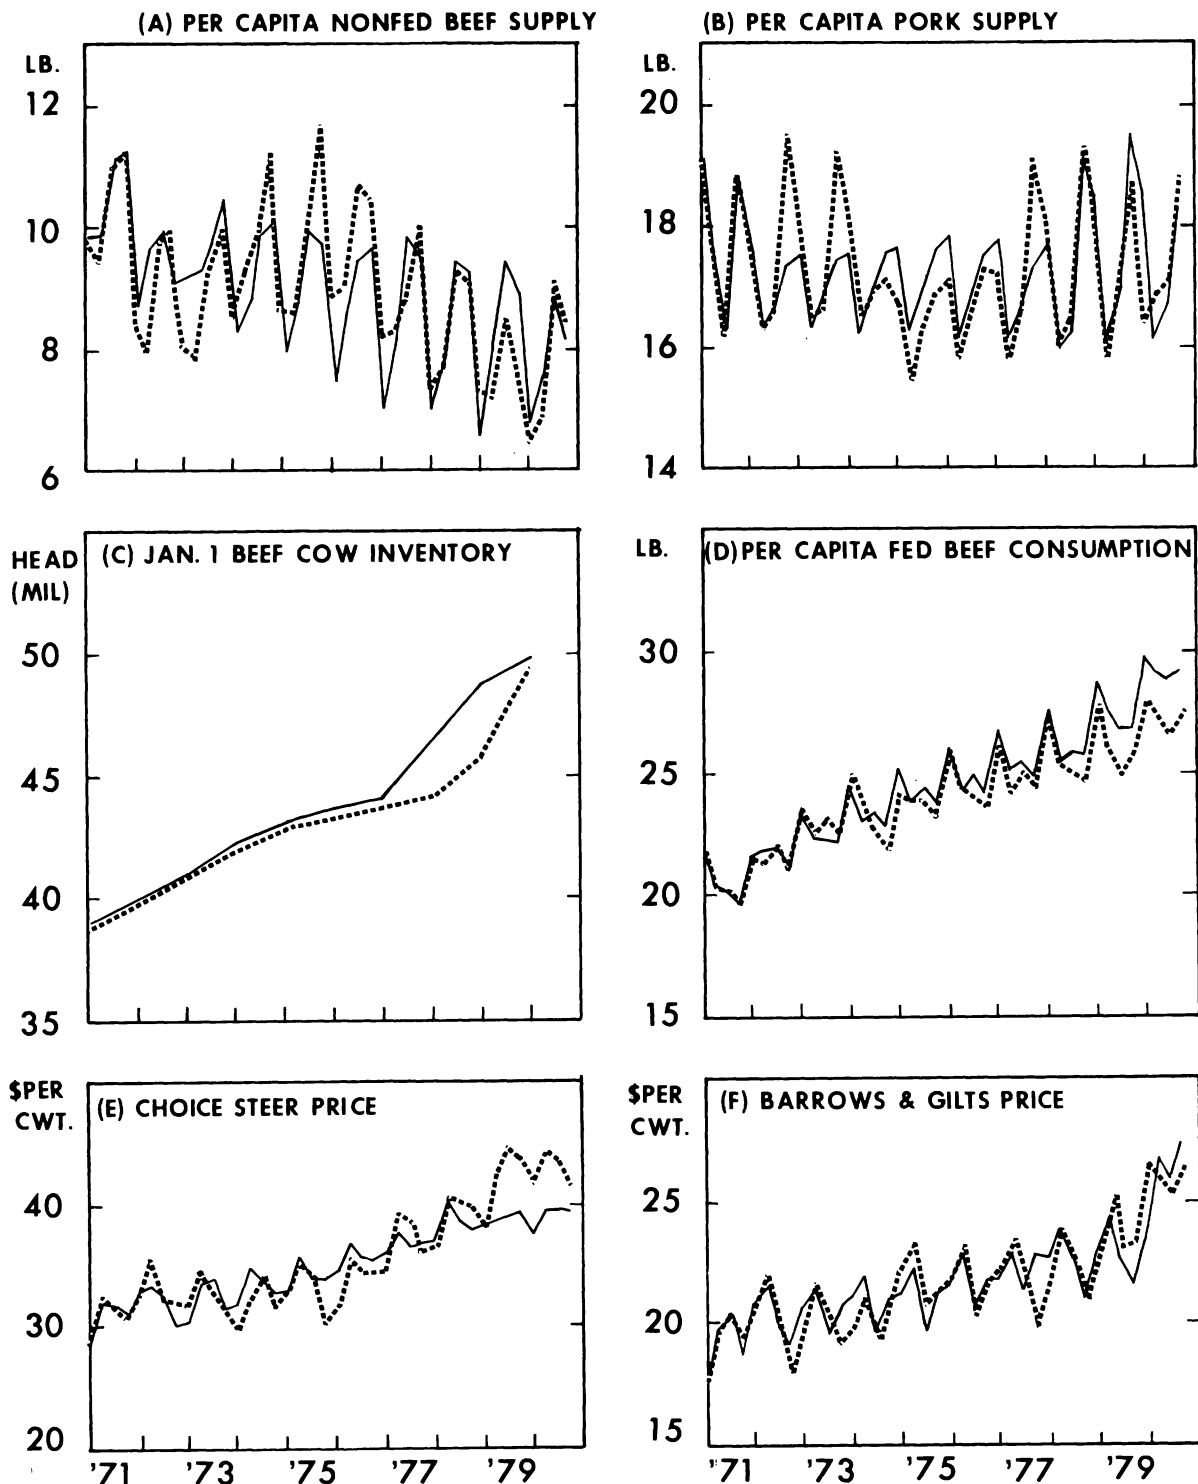 (A) PER CAPITA NONFED BEEF SUPPLY
LB.
12
10
8
6
(B) PER CAPITA PORK SUPPLY
LB.
20
18
16
14
(C) JAN. 1 BEEF COW INVENTORY
HEAD
(MIL)
50
45
40
35
(D) PER CAPITA FED BEEF CONSUMPTION
LB.
30
25
20
15
(E) CHOICE STEER PRICE
$PER
CWT.
40
30
20
'71 '73 '75 '77 '79
(F) BARROWS & GILTS PRICE
$PER
CWT.
25
20
15
'71 '73 '75 '77 '79